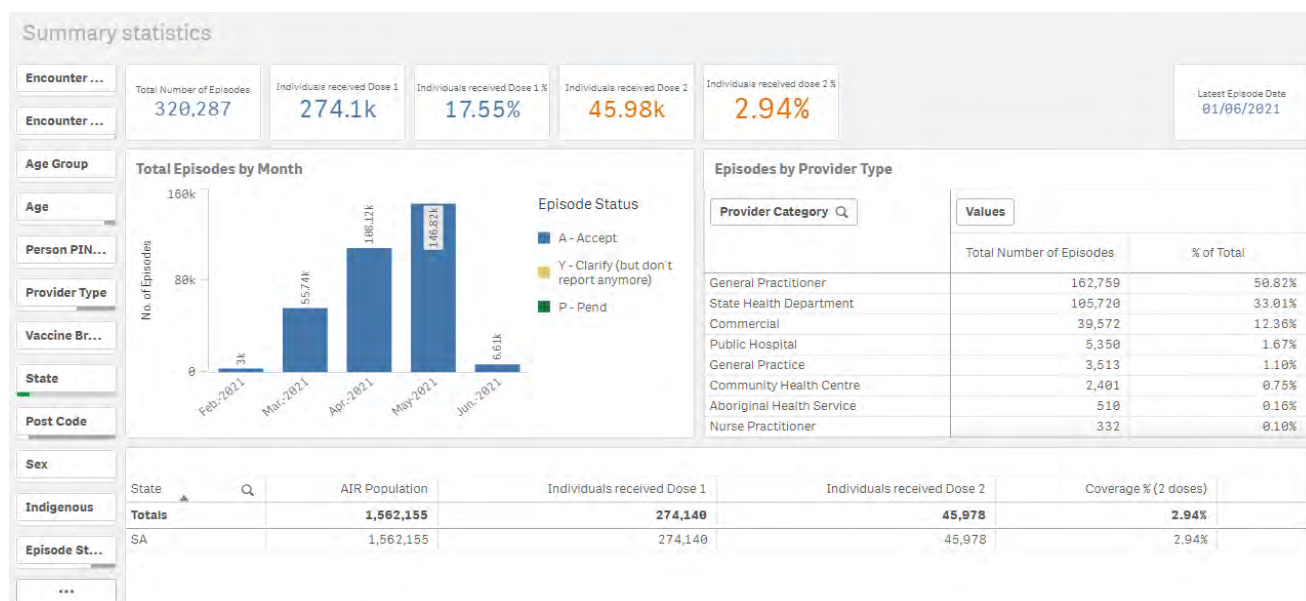 Summary statistics
Encounter ...
Encounter ...
Age Group
Age
Person PIN...
Provider Type
Vaccine Br...
State
Post Code
Sex
Indigenous
Episode St...
...
Total Number of Episodes
320,287
Individuals received Dose 1
274.1k
Individuals received Dose 1 %
17.55%
Individuals received Dose 2
45.98k
Individuals received dose 2 %
2.94%
Latest Episode Date
01/06/2021
Total Episodes by Month
No. of Episodes
160k
80k
0
3k
55.74k
108.12k
146.82k
6.61k
Feb.-2021
Mar.-2021
Apr.-2021
May-2021
Jun.-2021
Episode Status
A - Accept
Y - Clarify (but don't
report anymore)
P - Pend
Episodes by Provider Type
Provider Category
Values
Total Number of Episodes % of Total
General Practitioner 162,759 50.82%
State Health Department 105,720 33.01%
Commercial 39,572 12.36%
Public Hospital 5,350 1.67%
General Practice 3,513 1.10%
Community Health Centre 2,401 0.75%
Aboriginal Health Service 510 0.16%
Nurse Practitioner 332 0.10%
State AIR Population Individuals received Dose 1 Individuals received Dose 2 Coverage % (2 doses)
Totals 1,562,155 274,140 45,978 2.94%
SA 1,562,155 274,140 45,978 2.94%